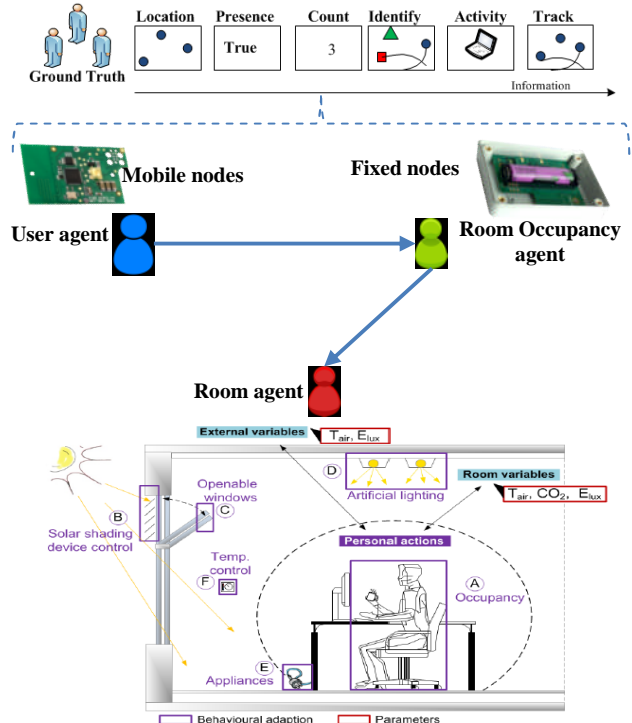 Location Presence Count Identify Activity Track
True
3
Ground Truth
Information
Mobile nodes
Fixed nodes
User agent
Room Occupancy
agent
Room agent
External variables
Tair, Elux
D
Artificial lighting
Room variables
Tair, CO2, Elux
Openable
windows
B
C
Solar shading
device control
Personal actions
Temp.
control
F
A
Occupancy
E
Appliances
Behavioural adaption
Parameters